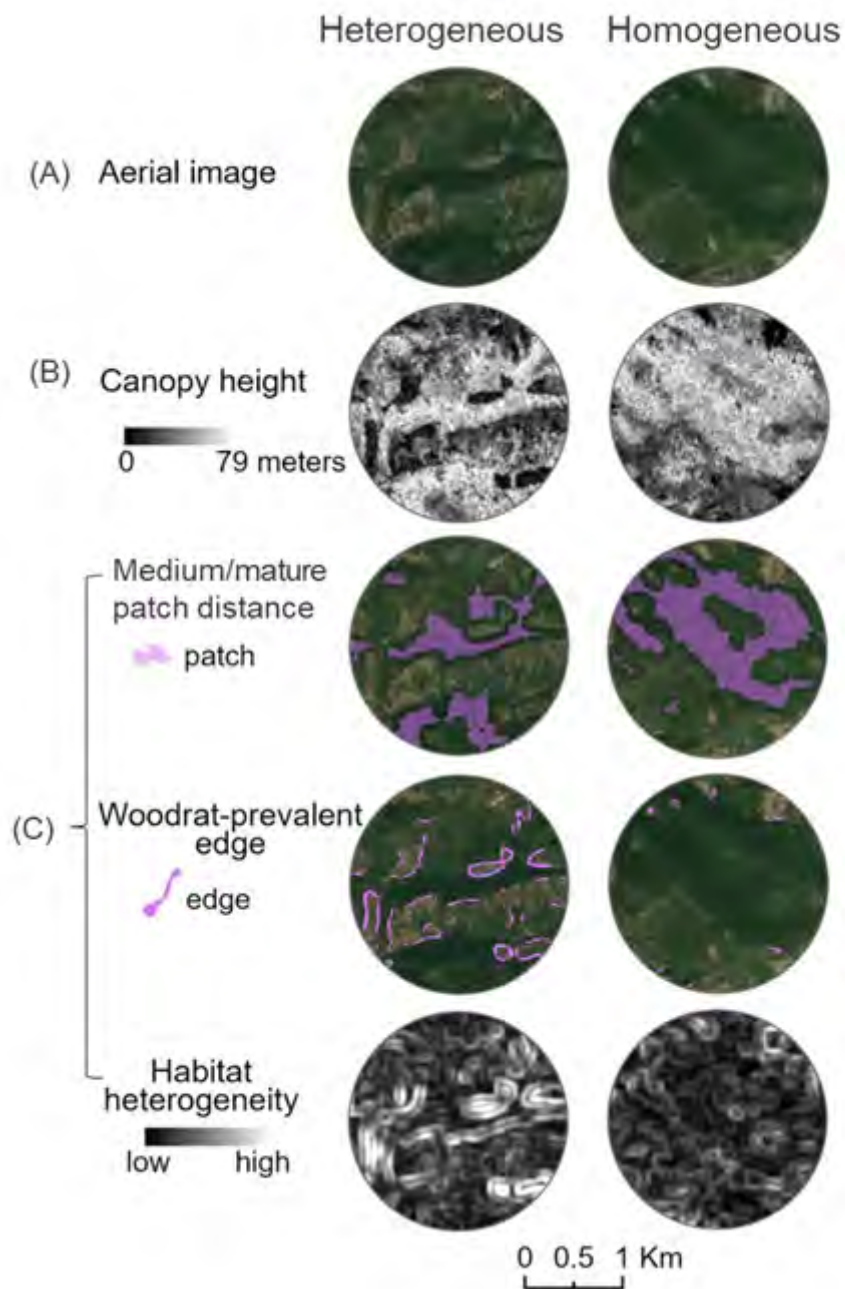 Heterogeneous Homogeneous
(A) Aerial image
(B) Canopy height
0 79 meters
Medium/mature
patch distance
patch
(C)
Woodrat-prevalent
edge
edge
Habitat
heterogeneity
low high
0 0.5 1 Km